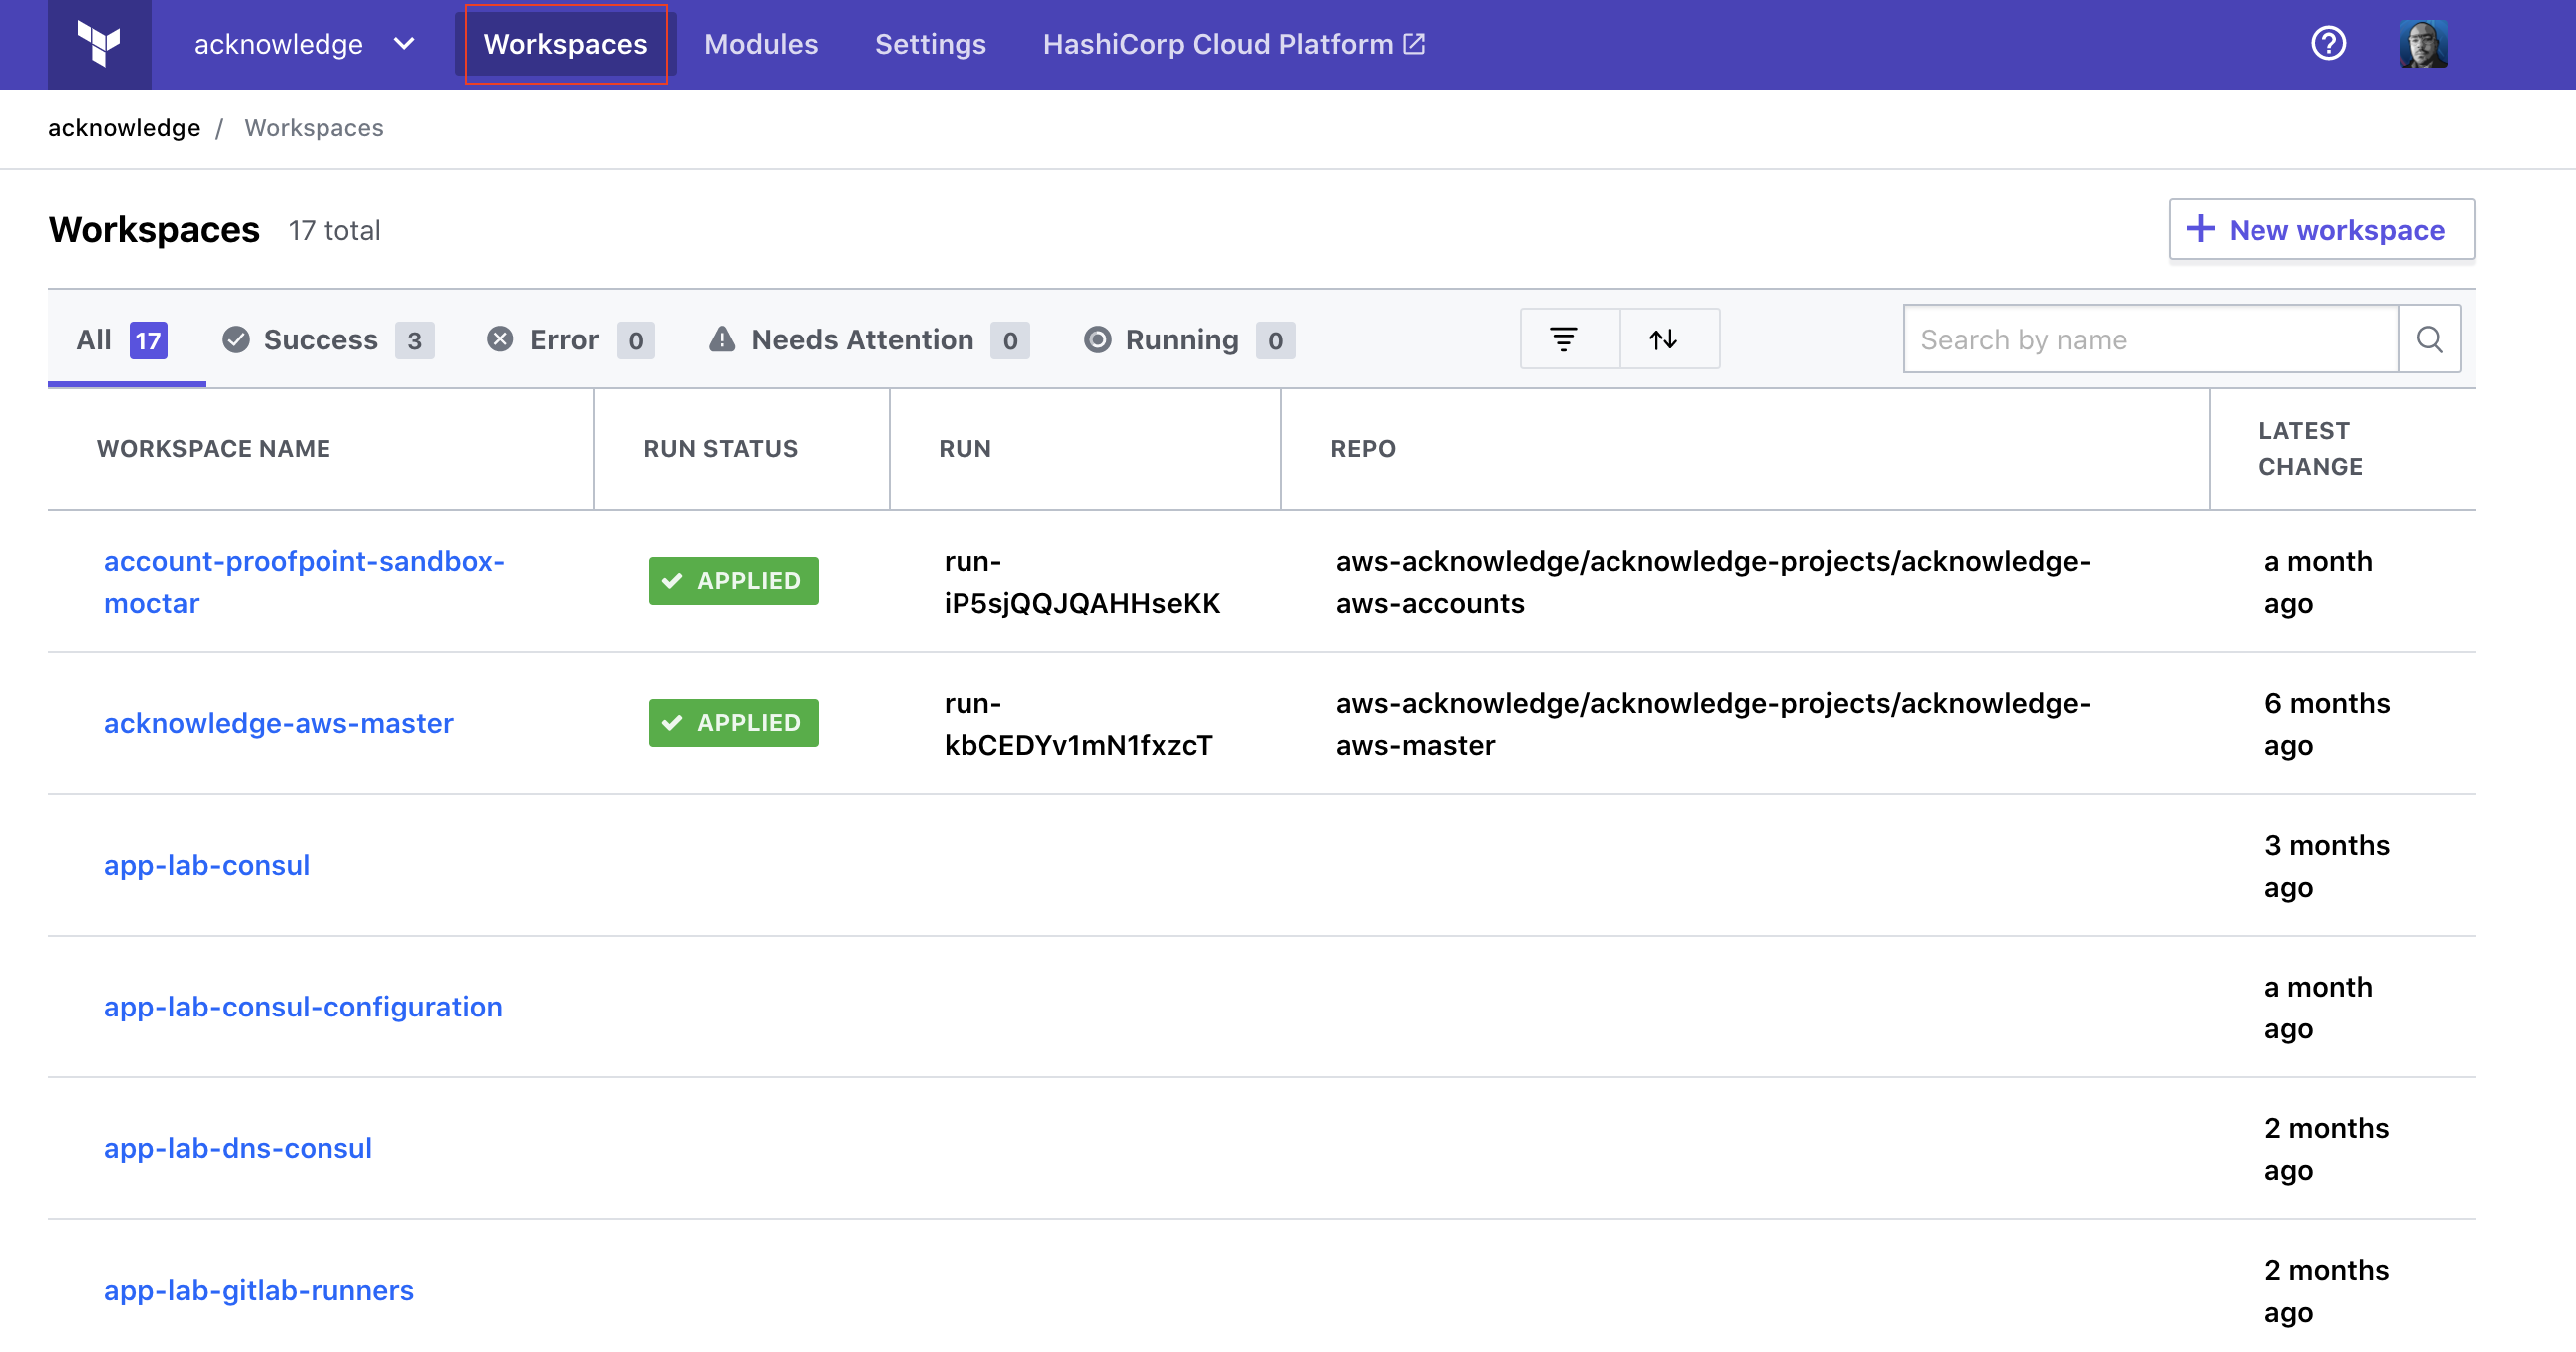 acknowledge Workspaces Modules Settings HashiCorp Cloud Platform
acknowledge / Workspaces
Workspaces 17 total
+ New workspace
All 17 Success 3 Error 0 Needs Attention 0 Running 0 Search by name
WORKSPACE NAME RUN STATUS RUN REPO LATEST CHANGE
account-proofpoint-sandbox-
moctar
APPLIED
run-
iP5sjQQJQAHHseKK
aws-acknowledge/acknowledge-projects/acknowledge-
aws-accounts
a month
ago
acknowledge-aws-master
APPLIED
run-
kbCEDYv1mN1fxzcT
aws-acknowledge/acknowledge-projects/acknowledge-
aws-master
6 months
ago
app-lab-consul
3 months
ago
app-lab-consul-configuration
a month
ago
app-lab-dns-consul
2 months
ago
app-lab-gitlab-runners
2 months
ago